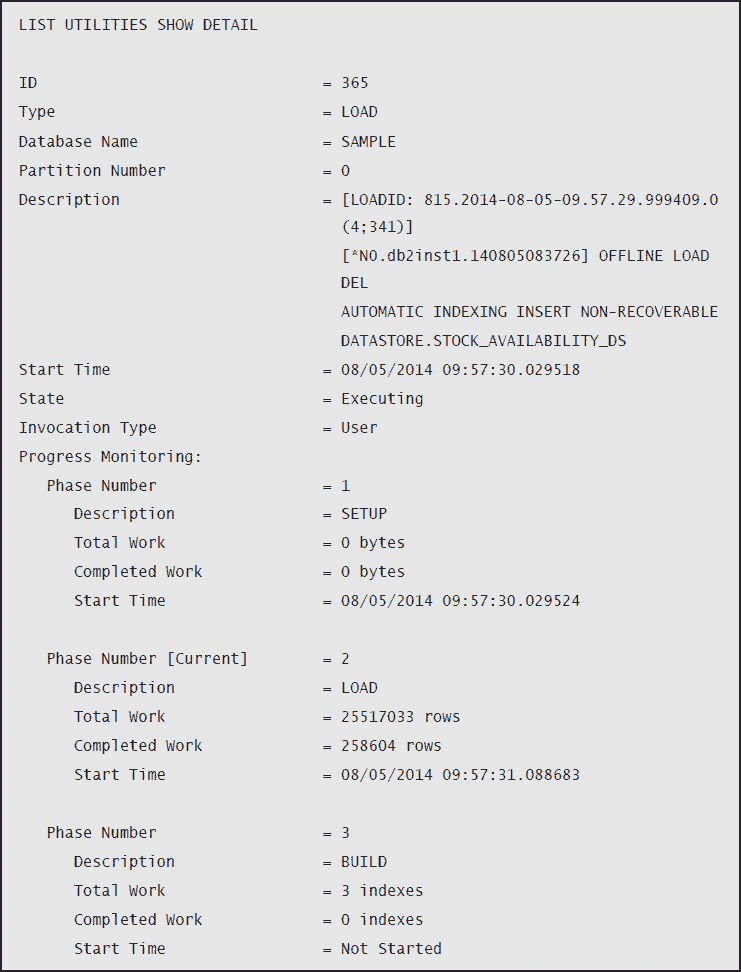 LIST UTILITIES SHOW DETAIL
ID = 365
Type = LOAD
Database Name = SAMPLE
Partition Number = 0
Description = [LOADID: 815.2014-08-05-09.57.29.999409.0
(4;341)]
[*N0.db2inst1.140805083726] OFFLINE LOAD
DEL
AUTOMATIC INDEXING INSERT NON-RECOVERABLE
DATASTORE.STOCK_AVAILABILITY_DS
Start Time = 08/05/2014 09:57:30.029518
State = Executing
Invocation Type = User
Progress Monitoring:
Phase Number = 1
Description = SETUP
Total Work = 0 bytes
Completed Work = 0 bytes
Start Time = 08/05/2014 09:57:30.029524
Phase Number [Current] = 2
Description = LOAD
Total Work = 25517033 rows
Completed Work = 258604 rows
Start Time = 08/05/2014 09:57:31.088683
Phase Number = 3
Description = BUILD
Total Work = 3 indexes
Completed Work = 0 indexes
Start Time = Not Started